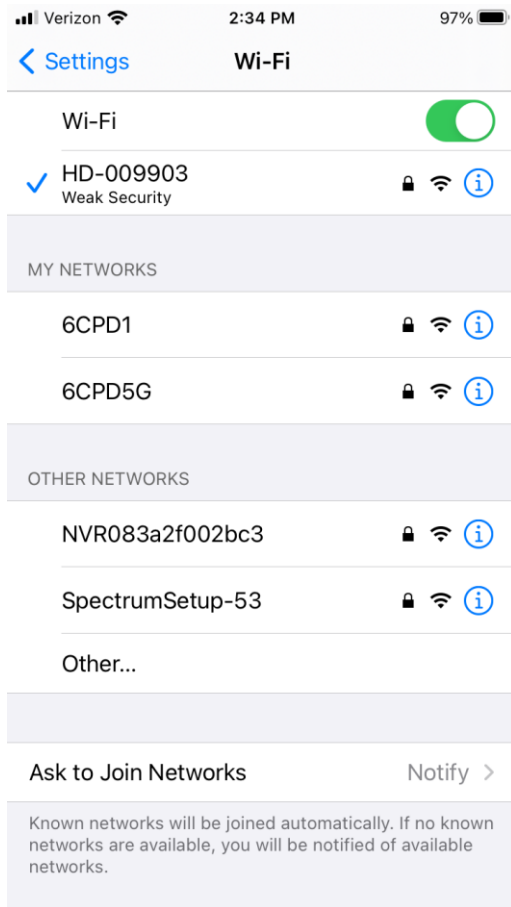 Verizon 2:34 PM 97%
Settings Wi-Fi
Wi-Fi
HD-009903
Weak Security
MY NETWORKS
6CPD1
6CPD5G
OTHER NETWORKS
NVR083a2f002bc3
SpectrumSetup-53
Other...
Ask to Join Networks Notify
Known networks will be joined automatically. If no known
networks are available, you will be notified of available
networks.